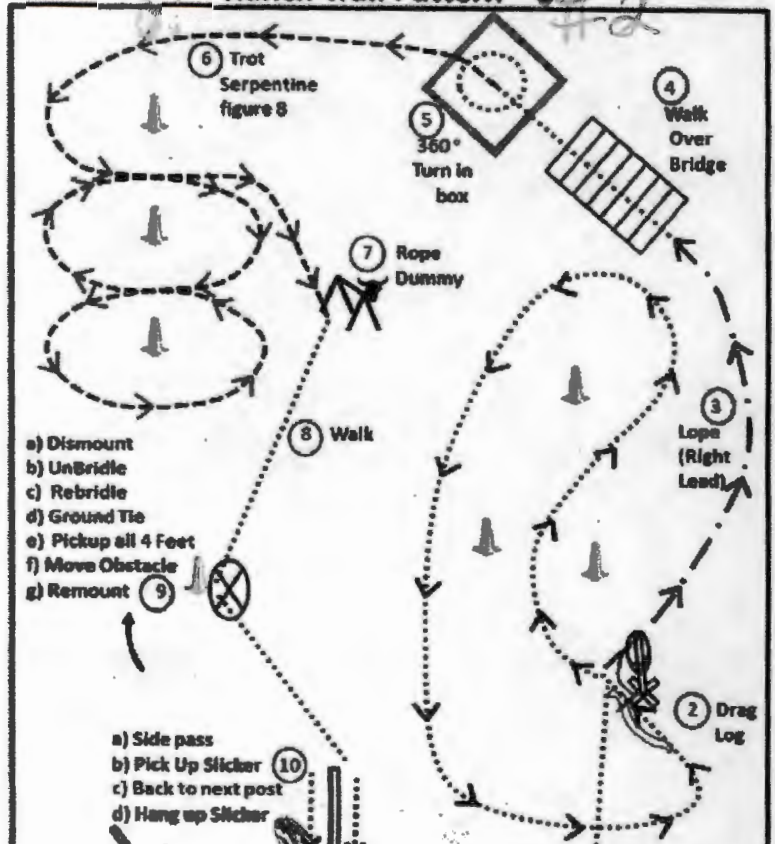 #2
6 Trot
Serpentine
figure 8
5
360°
Turn in
box
4
Walk
Over
Bridge
7 Rope
Dummy
3
Lope
(Right
Lead)
8 Walk
a) Dismount
b) UnBridle
c) Rebridle
d) Ground Tie
e) Pickup all 4 Feet
f) Move Obstacle
g) Remount 9
2 Drag
Log
a) Side pass
b) Pick Up Slicker 10
c) Back to next post
d) Hang up Slicker